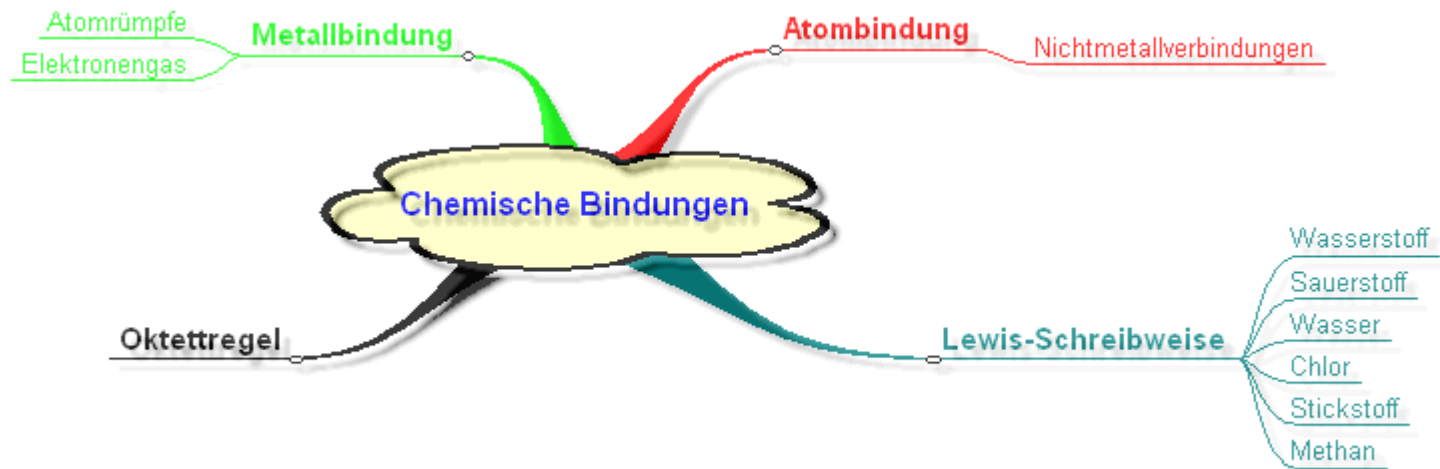 Chemische Bindungen
Metallbindung
Atomrümpfe
Elektronengas
Atombindung
Nichtmetallverbindungen
Oktettregel
Lewis-Schreibweise
Wasserstoff
Sauerstoff
Wasser
Chlor
Stickstoff
Methan